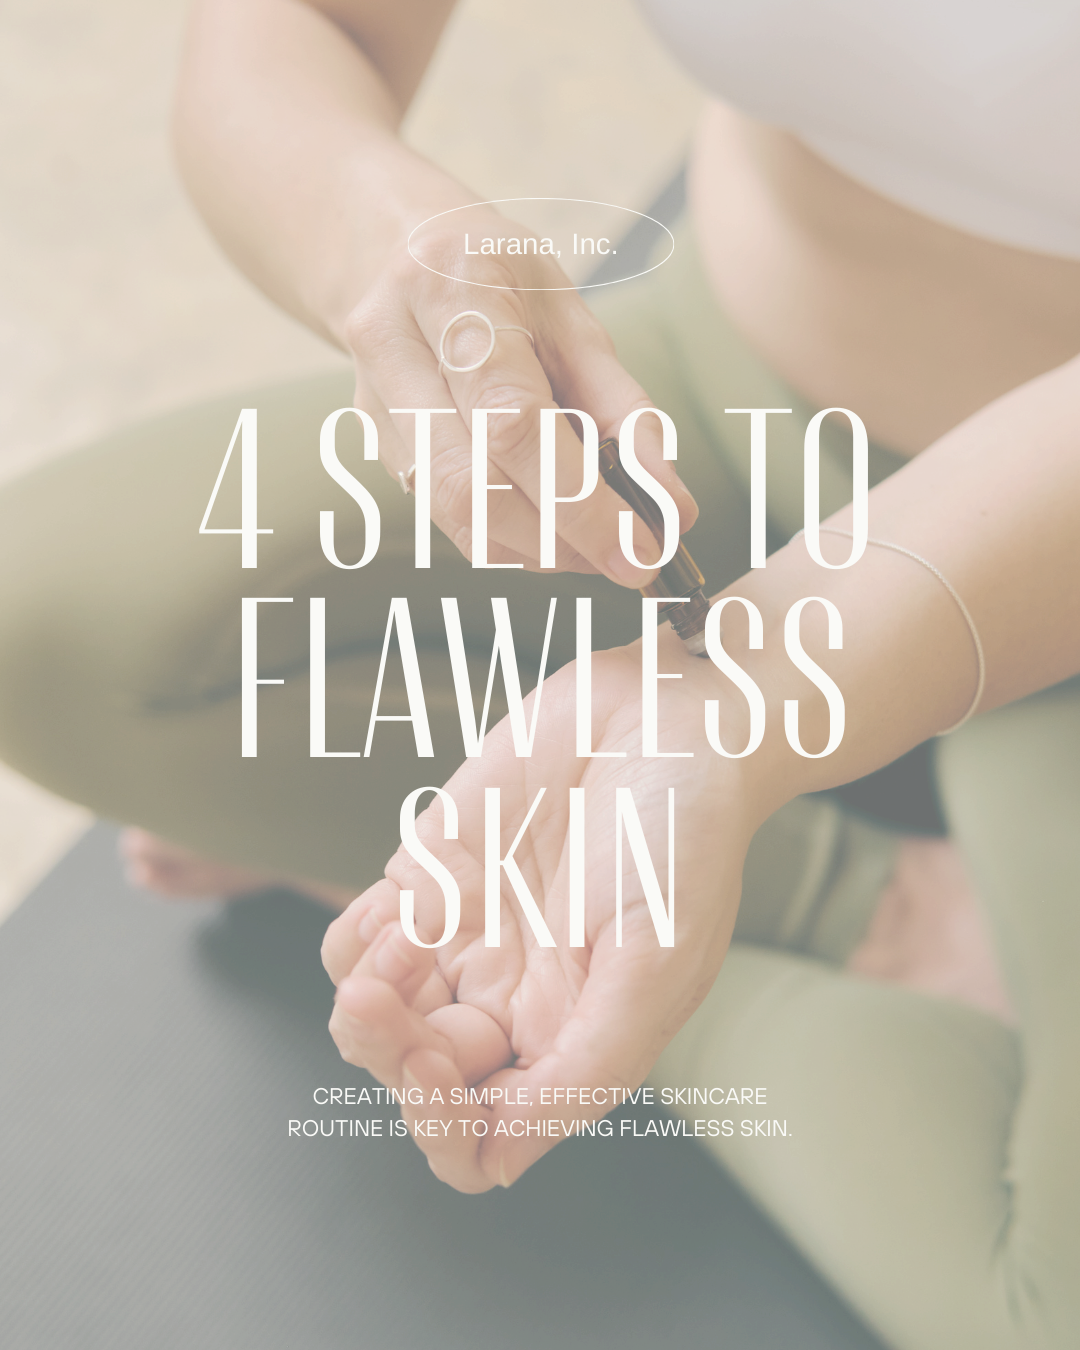 Larana, Inc.
4 STEPS TO
FLAWLESS
SKIN
CREATING A SIMPLE, EFFECTIVE SKINCARE
ROUTINE IS KEY TO ACHIEVING FLAWLESS SKIN.